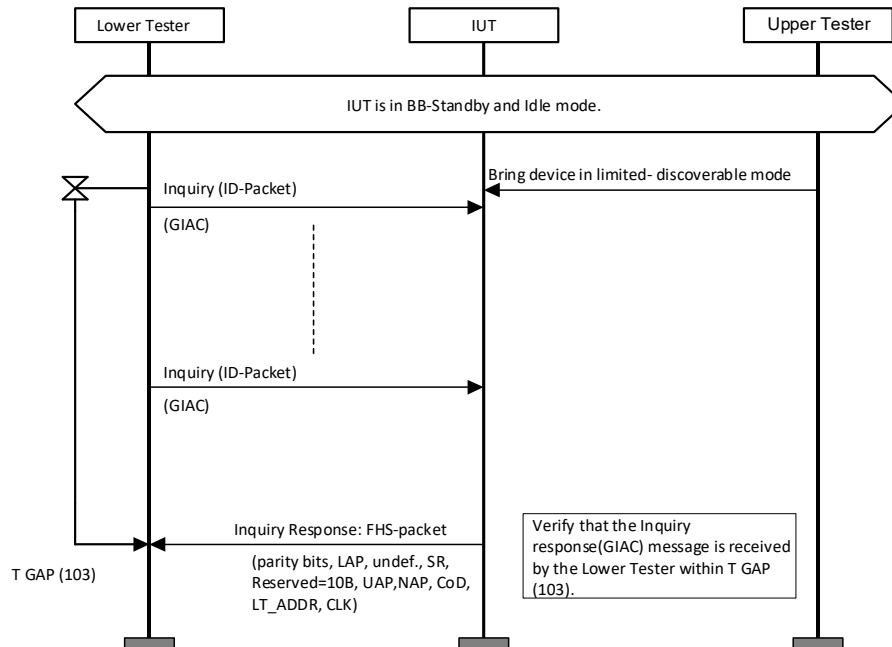 Lower Tester
IUT
Upper Tester
IUT is in BB-Standby and Idle mode.
Bring device in limited- discoverable mode
Inquiry (ID-Packet)
(GIAC)
Inquiry (ID-Packet)
(GIAC)
Inquiry Response: FHS-packet
(parity bits, LAP, undef., SR,
Reserved=10B, UAP,NAP, CoD,
LT_ADDR, CLK)
T GAP (103)
Verify that the Inquiry
response(GIAC) message is received
by the Lower Tester within T GAP
(103).